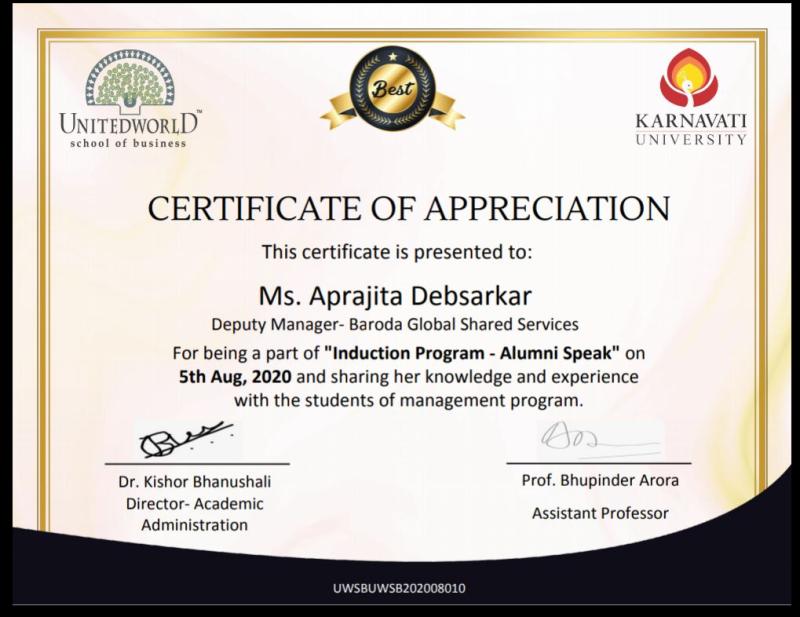 UNITEDWORLD™
school of business
Best
KARNAVATI
UNIVERSITY
CERTIFICATE OF APPRECIATION
This certificate is presented to:
Ms. Aprajita Debsarkar
Deputy Manager- Baroda Global Shared Services
For being a part of "Induction Program - Alumni Speak" on
5th Aug, 2020 and sharing her knowledge and experience
with the students of management program.
Dr. Kishor Bhanushali
Director- Academic
Administration
Prof. Bhupinder Arora
Assistant Professor
UWSBUWSB202008010